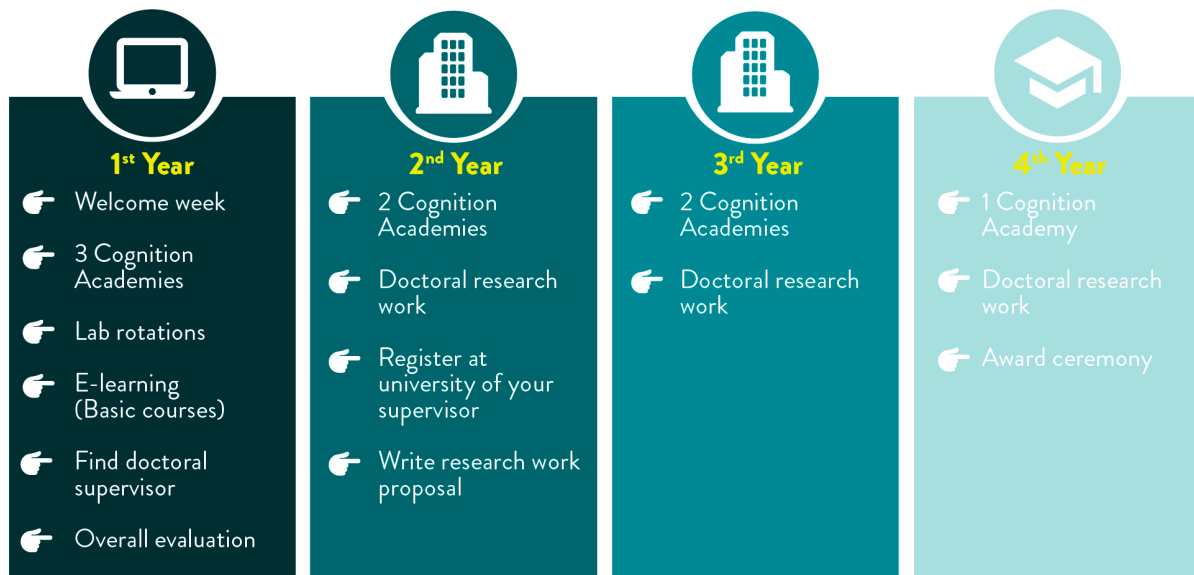 1st Year
Welcome week
3 Cognition
Academies
Lab rotations
E-learning
(Basic courses)
Find doctoral
supervisor
Overall evaluation
2nd Year
2 Cognition
Academies
Doctoral research
work
Register at
university of your
supervisor
Write research work
proposal
3rd Year
2 Cognition
Academies
Doctoral research
work
4th Year
1 Cognition
Academy
Doctoral research
work
Award ceremony